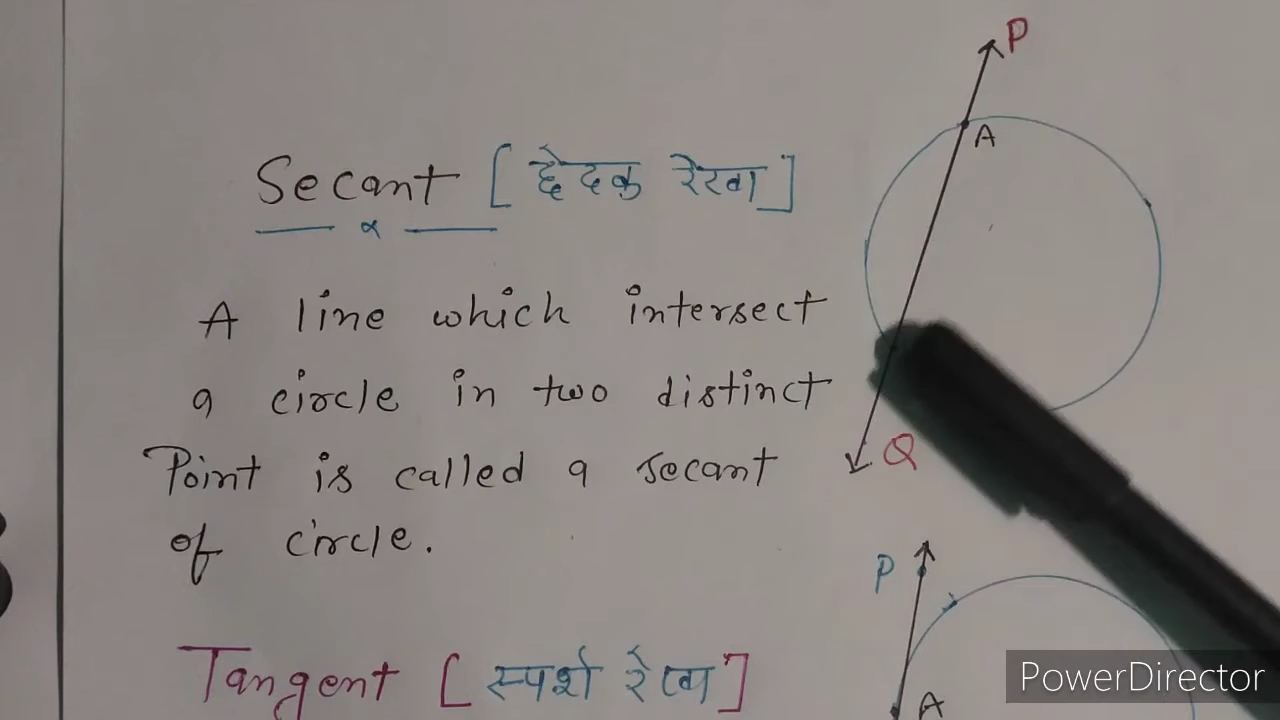 P
A
Secant [छेदक रेखा]
A line which intersect
a circle in two distinct
Point is called a secant
of circle.
Q
P
Tangent [स्पर्श रेखा]
A
PowerDirector